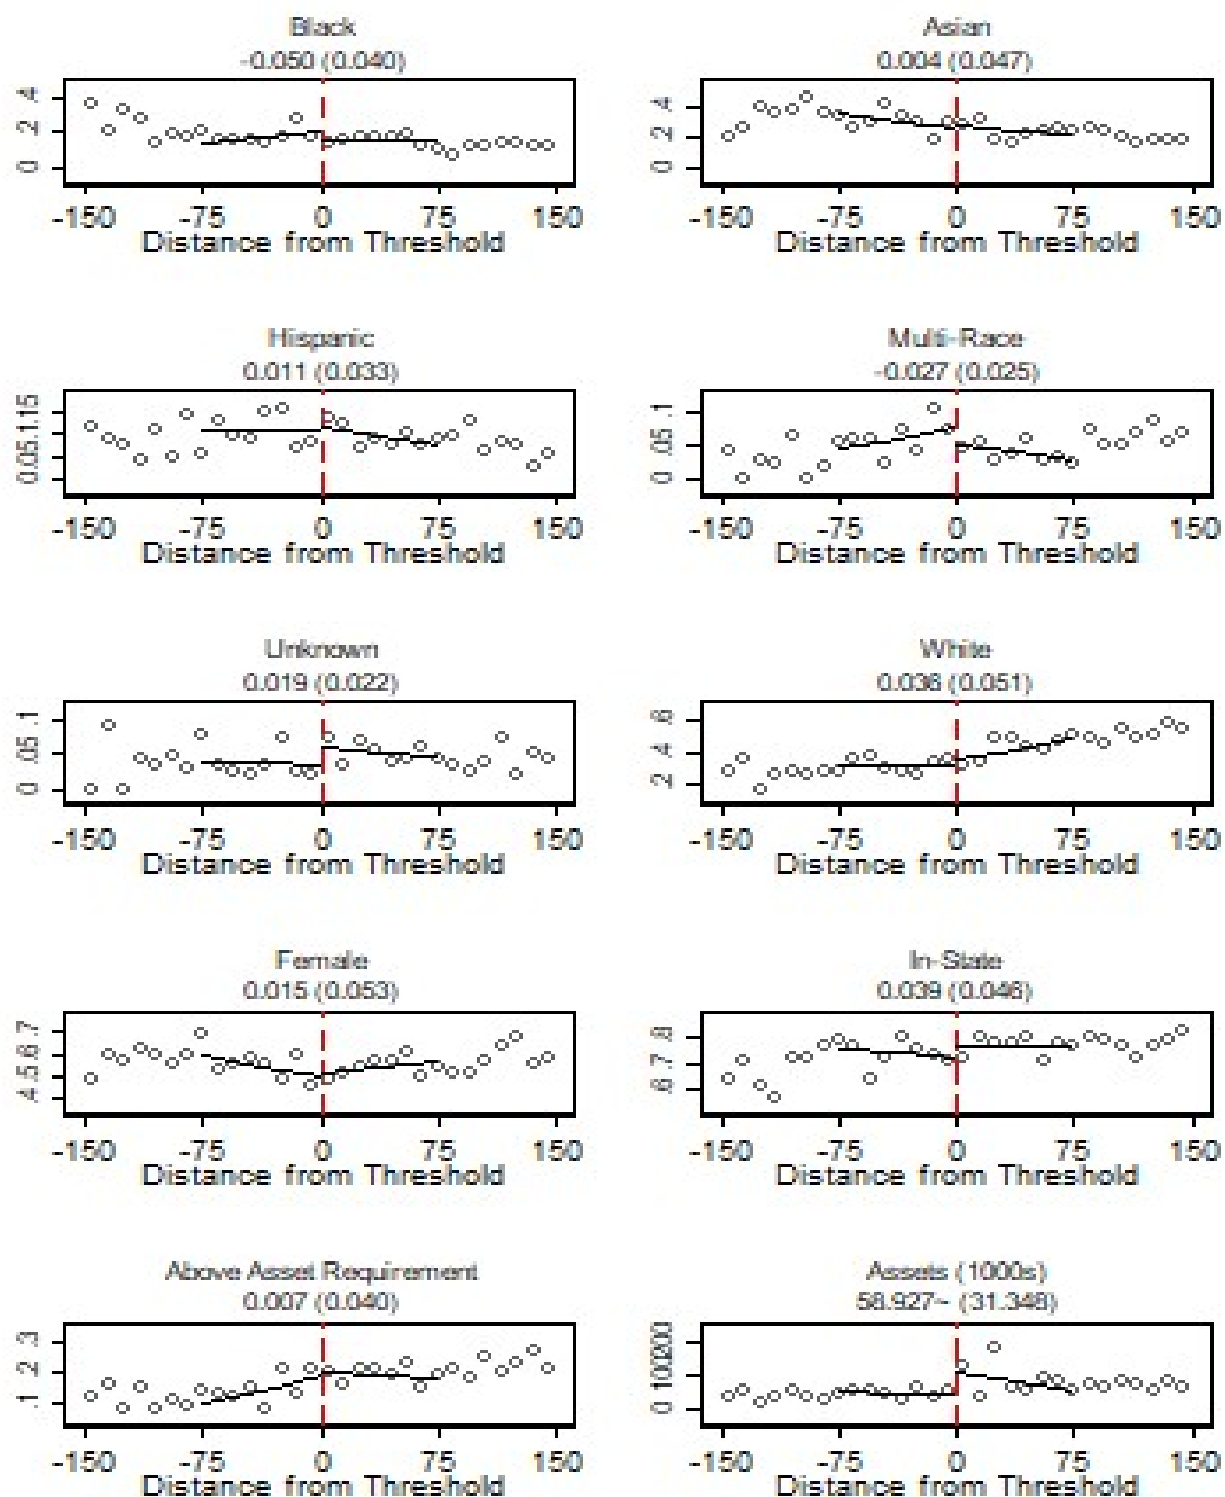 Black
-0.050 (0.040)
0 .2 .4
-150 -75 0 75 150
Distance from Threshold
Asian
0.004 (0.047)
0 .2 .4
-150 -75 0 75 150
Distance from Threshold
Hispanic
0.011 (0.033)
0 .05 .1 .15
-150 -75 0 75 150
Distance from Threshold
Multi-Race
-0.027 (0.025)
0 .05 .1
-150 -75 0 75 150
Distance from Threshold
Unknown
0.019 (0.022)
0 .05 .1
-150 -75 0 75 150
Distance from Threshold
White
0.036 (0.051)
.2 .4 .6
-150 -75 0 75 150
Distance from Threshold
Female
0.015 (0.053)
.4 .5 .6 .7
-150 -75 0 75 150
Distance from Threshold
In-State
0.039 (0.046)
.6 .7 .8
-150 -75 0 75 150
Distance from Threshold
Above Asset Requirement
0.007 (0.040)
.1 .2 .3
-150 -75 0 75 150
Distance from Threshold
Assets (1000s)
58.927~ (31.348)
0 100 200
-150 -75 0 75 150
Distance from Threshold